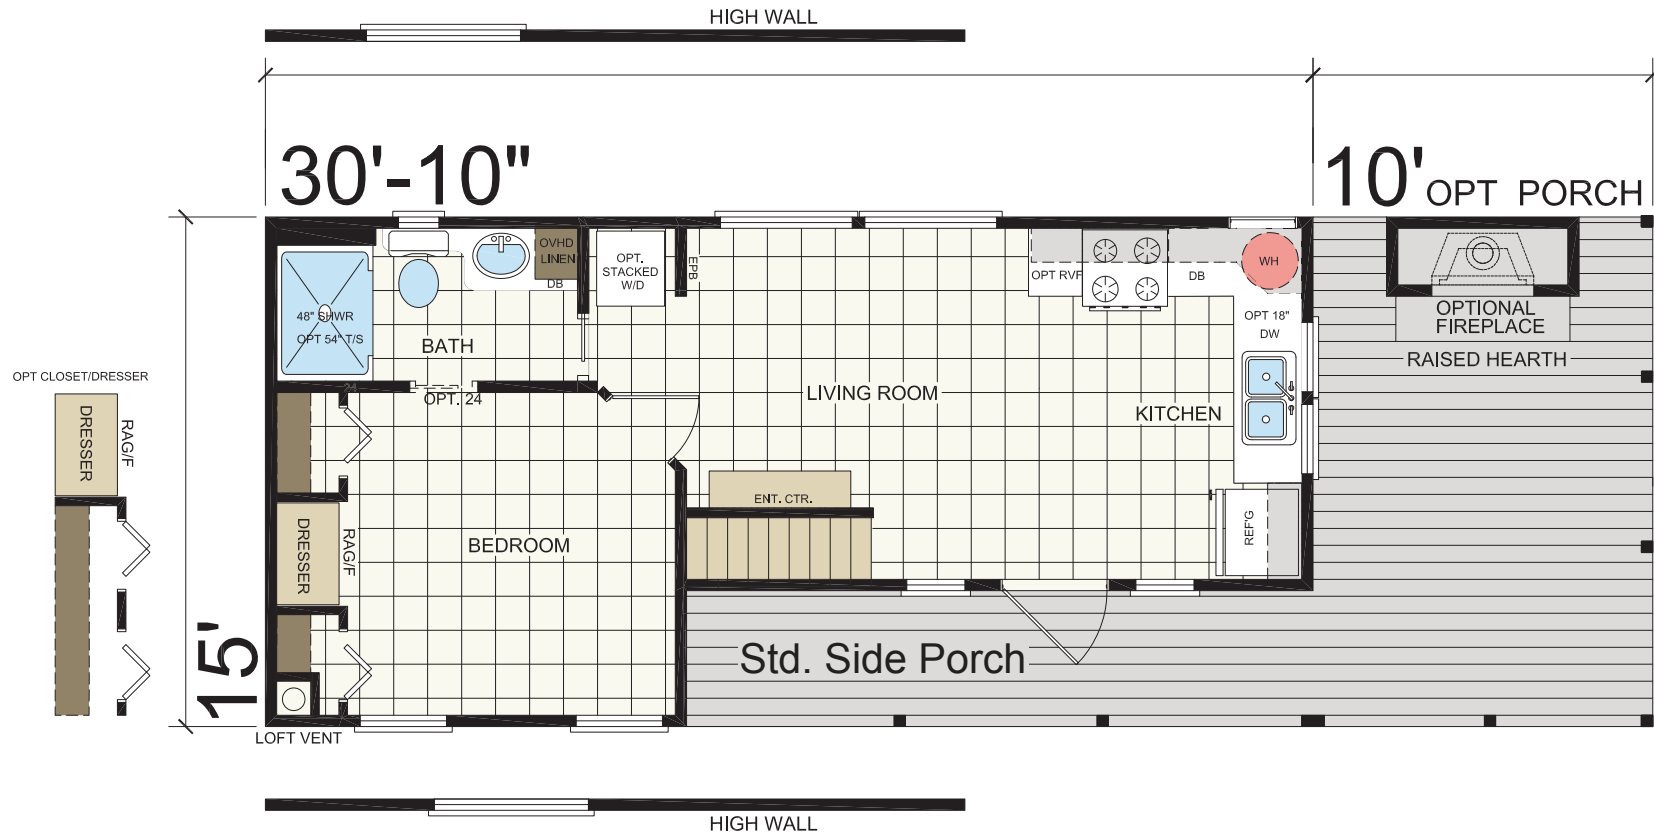 HIGH WALL
30'-10"
10' OPT PORCH
OVHD
LINEN
DB
OPT.
STACKED
W/D
EPB
OPT RVF
DB
WH
OPTIONAL
FIREPLACE
RAISED HEARTH
48" SHWR
OPT 54" T/S
BATH
OPT 18"
DW
24
OPT. 24
LIVING ROOM
KITCHEN
OPT CLOSET/DRESSER
DRESSER
RAG/F
ENT. CTR.
REF'G
DRESSER
RAG/F
BEDROOM
15'
Std. Side Porch
LOFT VENT
HIGH WALL